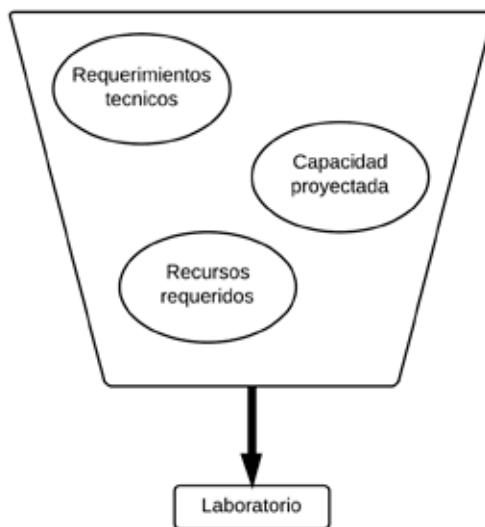 Requerimientos
tecnicos
Capacidad
proyectada
Recursos
requeridos
Laboratorio